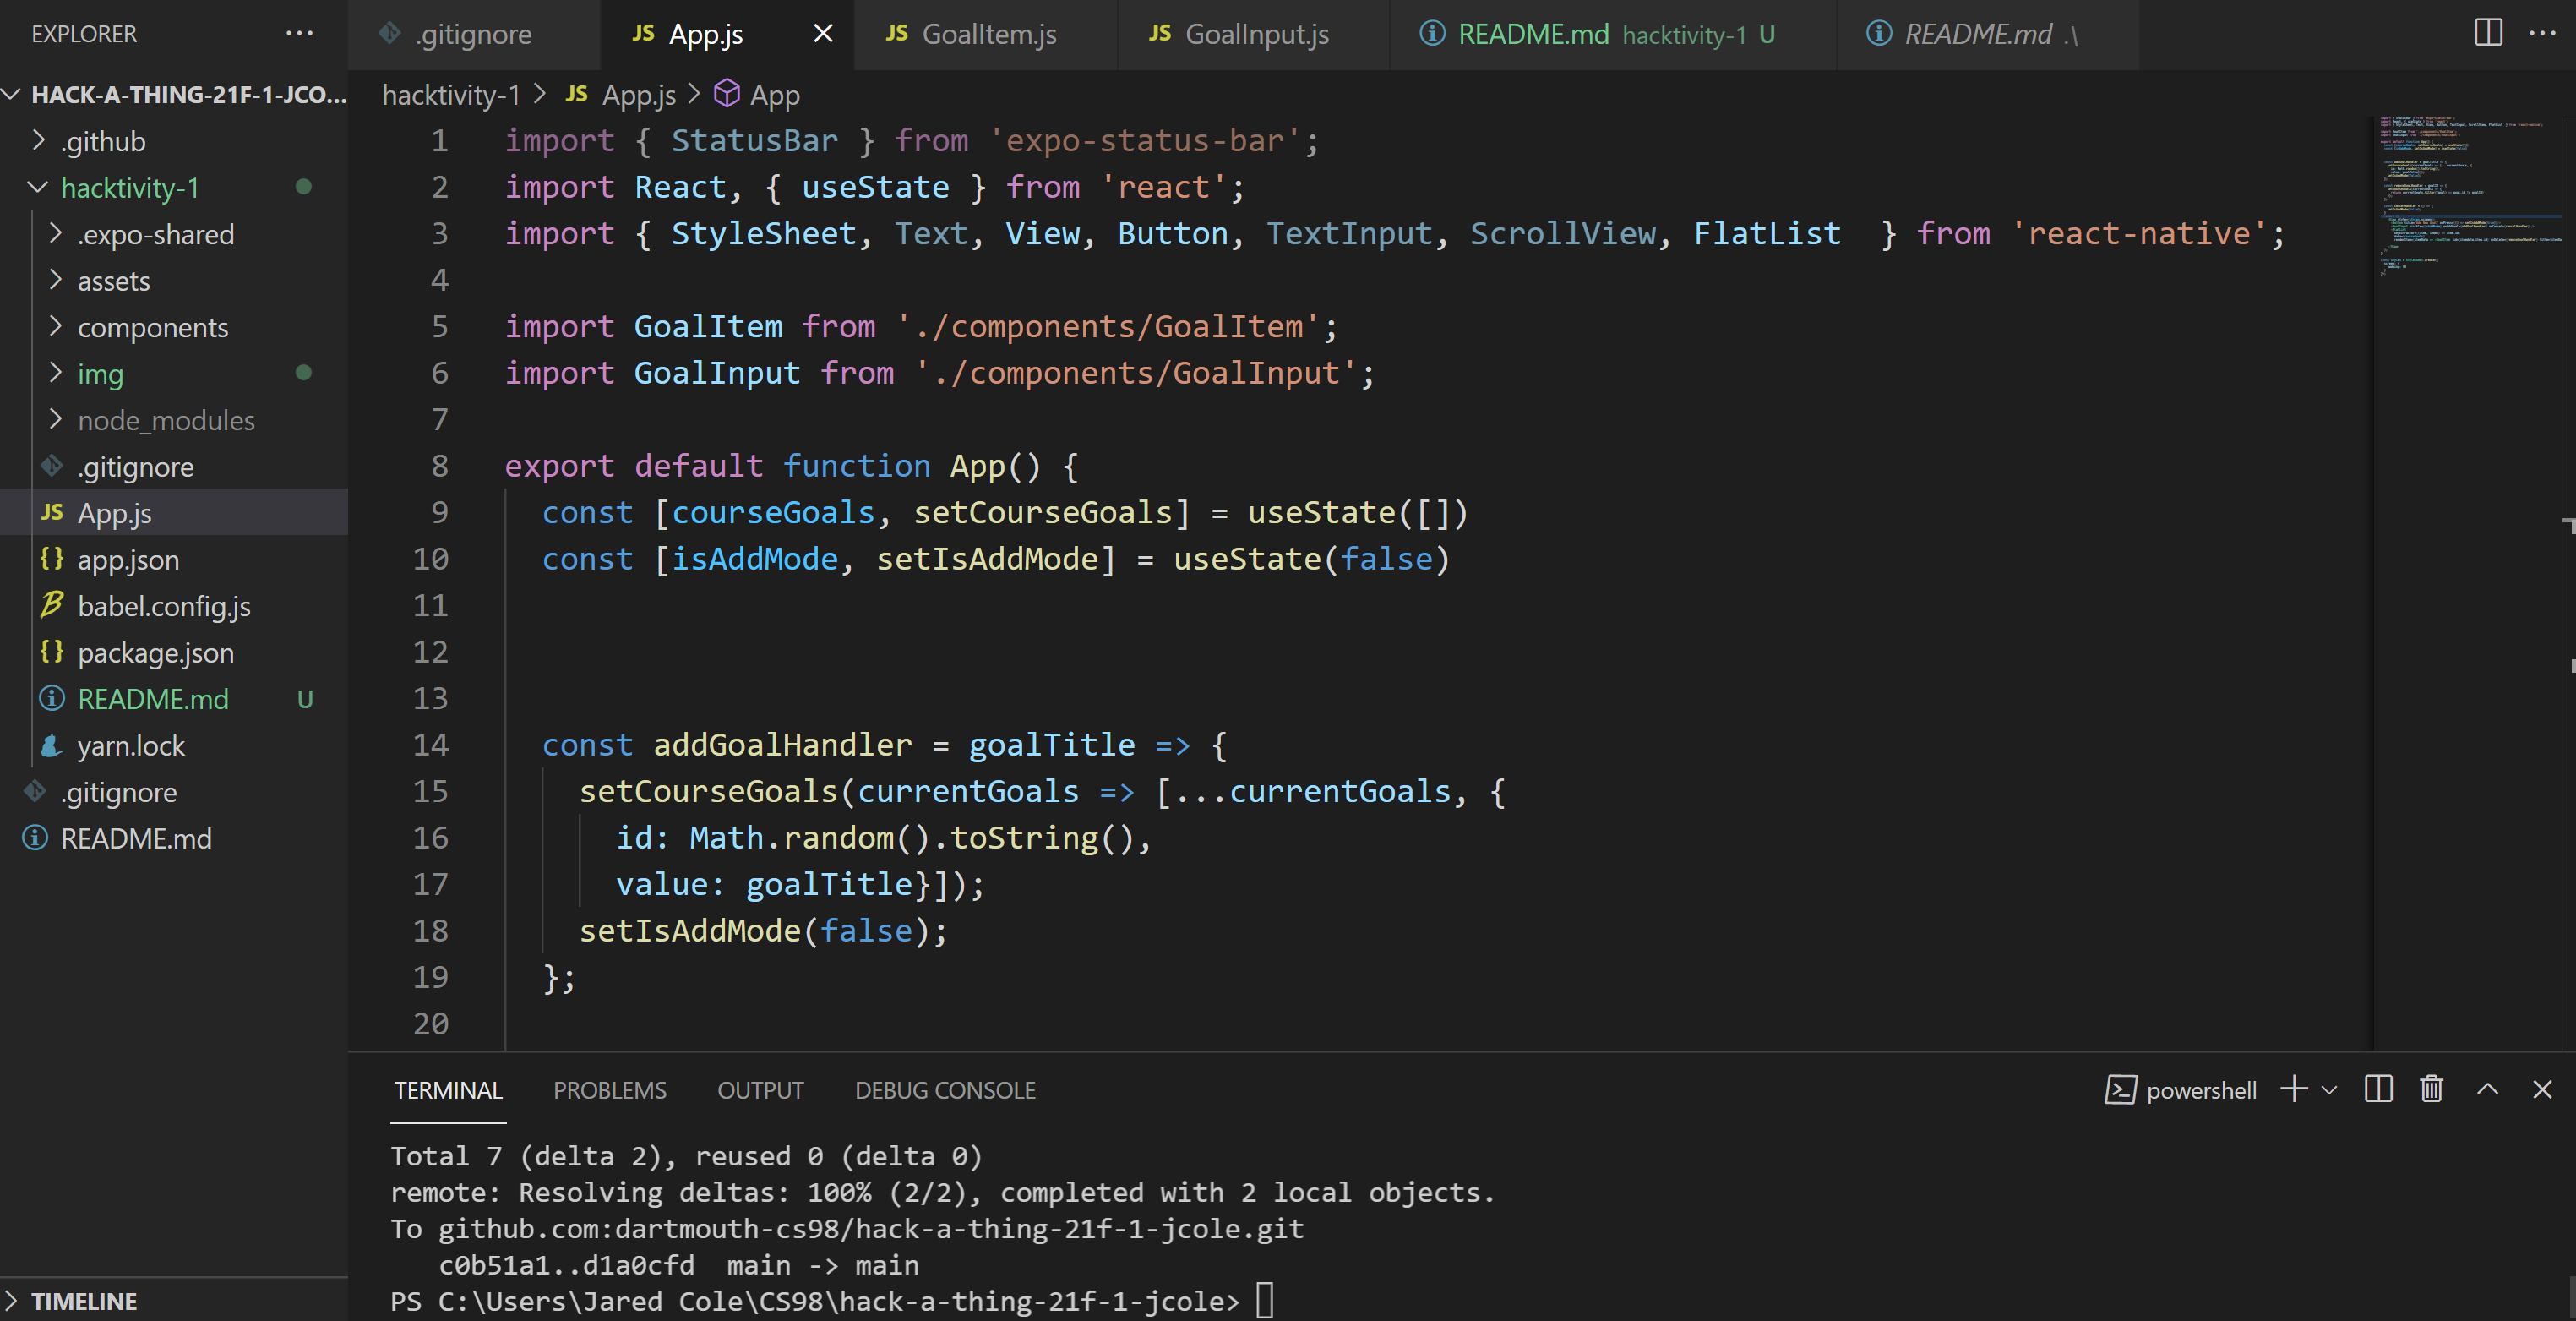 EXPLORER
HACK-A-THING-21F-1-JCO...
.github
hacktivity-1
.expo-shared
assets
components
img
node_modules
.gitignore
JS App.js
{} app.json
babel.config.js
{} package.json
README.md U
yarn.lock
.gitignore
README.md
TIMELINE
.gitignore
JS App.js
JS GoalItem.js
JS GoalInput.js
README.md hacktivity-1 U
README.md .\
hacktivity-1 > JS App.js > App
1 import { StatusBar } from 'expo-status-bar';
2 import React, { useState } from 'react';
3 import { StyleSheet, Text, View, Button, TextInput, ScrollView, FlatList  } from 'react-native';
4
5 import GoalItem from './components/GoalItem';
6 import GoalInput from './components/GoalInput';
7
8 export default function App() {
9   const [courseGoals, setCourseGoals] = useState([])
10   const [isAddMode, setIsAddMode] = useState(false)
11
12
13
14   const addGoalHandler = goalTitle => {
15     setCourseGoals(currentGoals => [...currentGoals, {
16       id: Math.random().toString(),
17       value: goalTitle}]);
18     setIsAddMode(false);
19   };
20
TERMINAL PROBLEMS OUTPUT DEBUG CONSOLE
powershell
Total 7 (delta 2), reused 0 (delta 0)
remote: Resolving deltas: 100% (2/2), completed with 2 local objects.
To github.com:dartmouth-cs98/hack-a-thing-21f-1-jcole.git
   c0b51a1..d1a0cfd  main -> main
PS C:\Users\Jared Cole\CS98\hack-a-thing-21f-1-jcole>